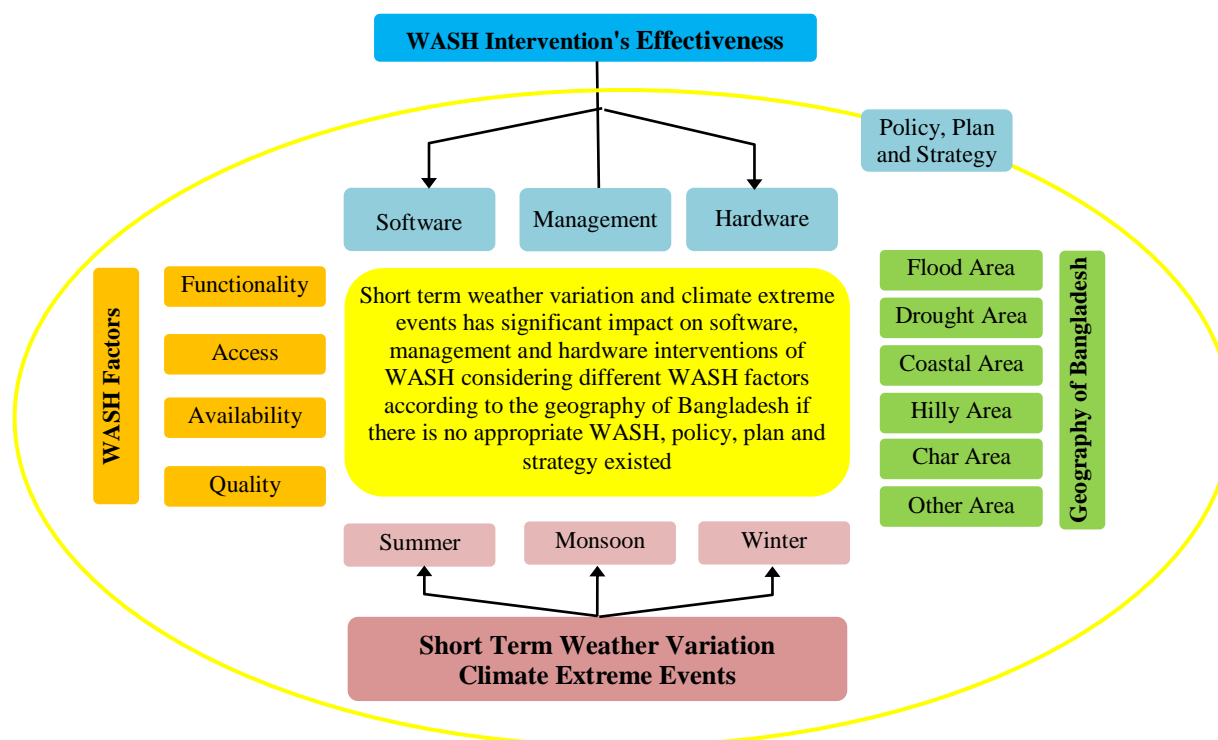 WASH Intervention's Effectiveness
Policy, Plan
and Strategy
Software
Management
Hardware
WASH Factors
Functionality
Access
Availability
Quality
Short term weather variation and climate extreme
events has significant impact on software,
management and hardware interventions of
WASH considering different WASH factors
according to the geography of Bangladesh if
there is no appropriate WASH, policy, plan and
strategy existed
Flood Area
Drought Area
Coastal Area
Hilly Area
Char Area
Other Area
Geography of Bangladesh
Summer
Monsoon
Winter
Short Term Weather Variation
Climate Extreme Events